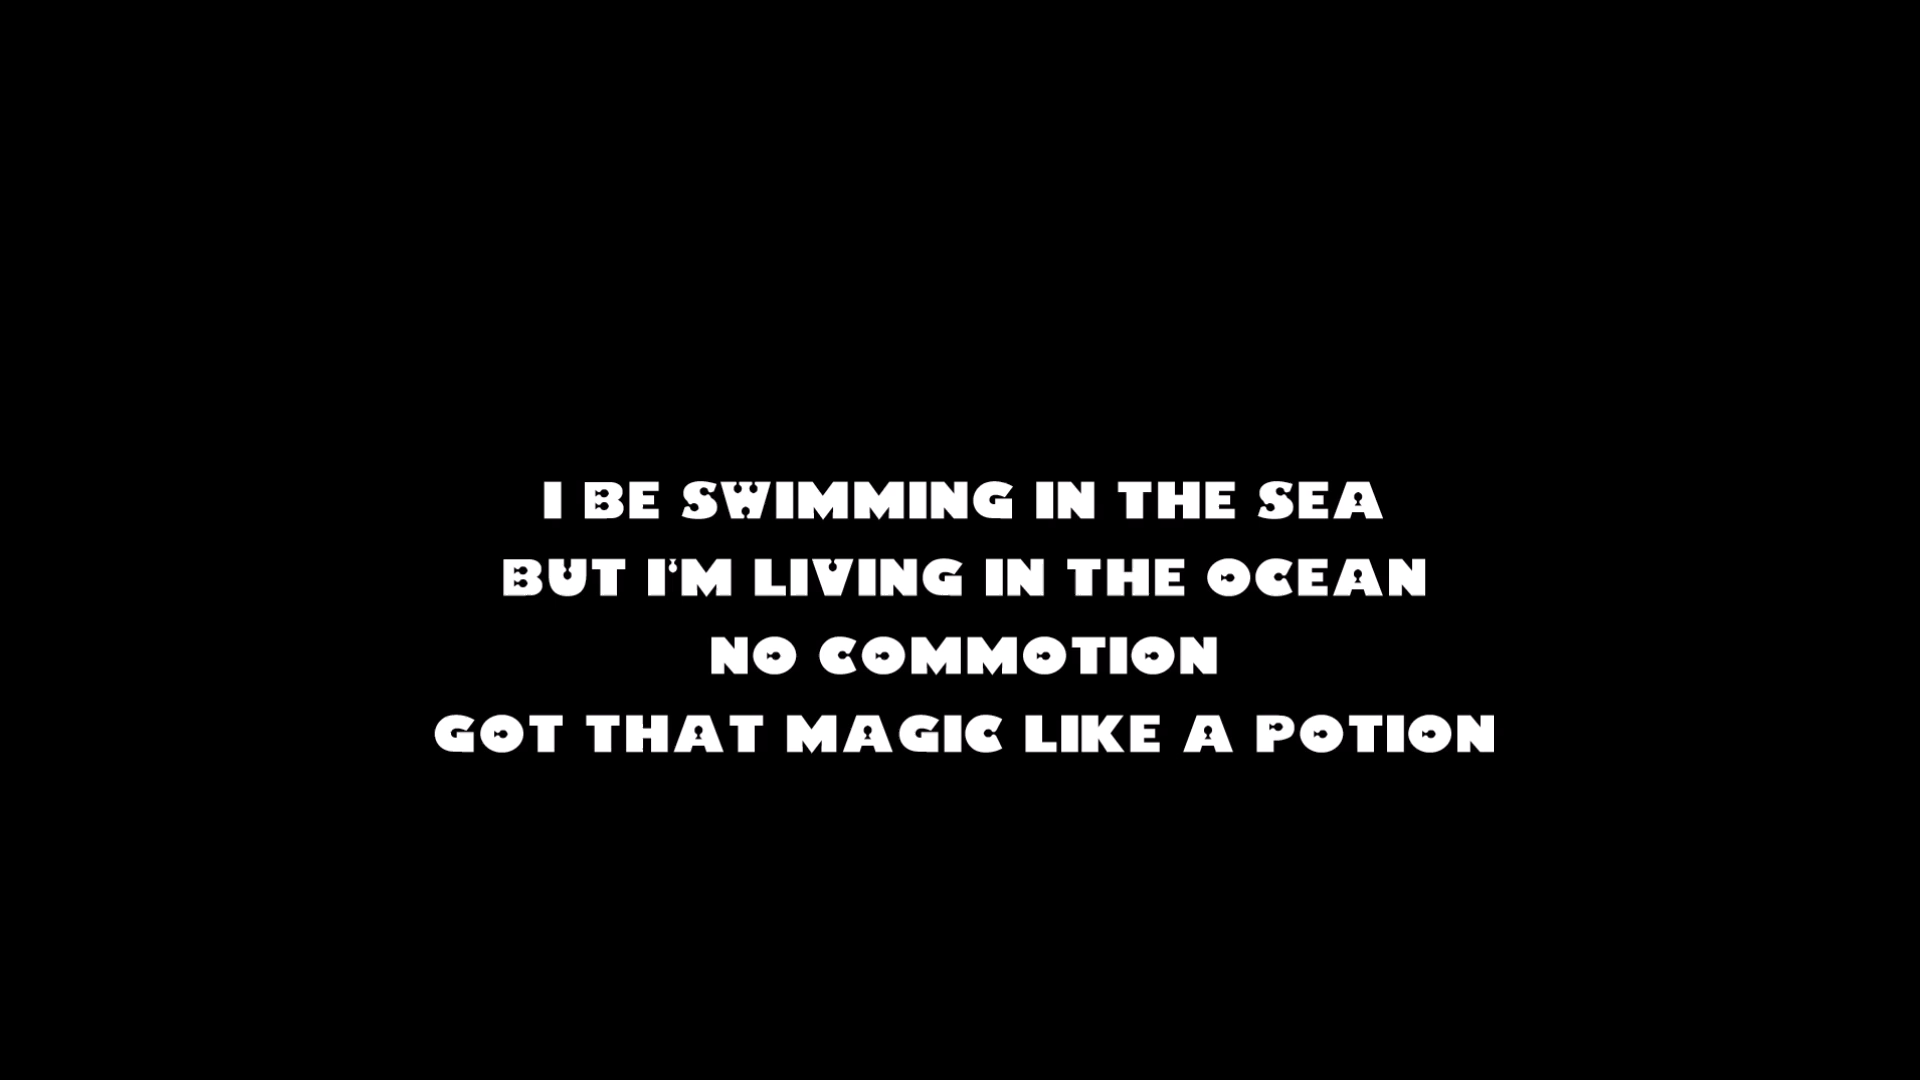 I BE SWIMMING IN THE SEA
BUT I'M LIVING IN THE OCEAN
NO COMMOTION
GOT THAT MAGIC LIKE A POTION